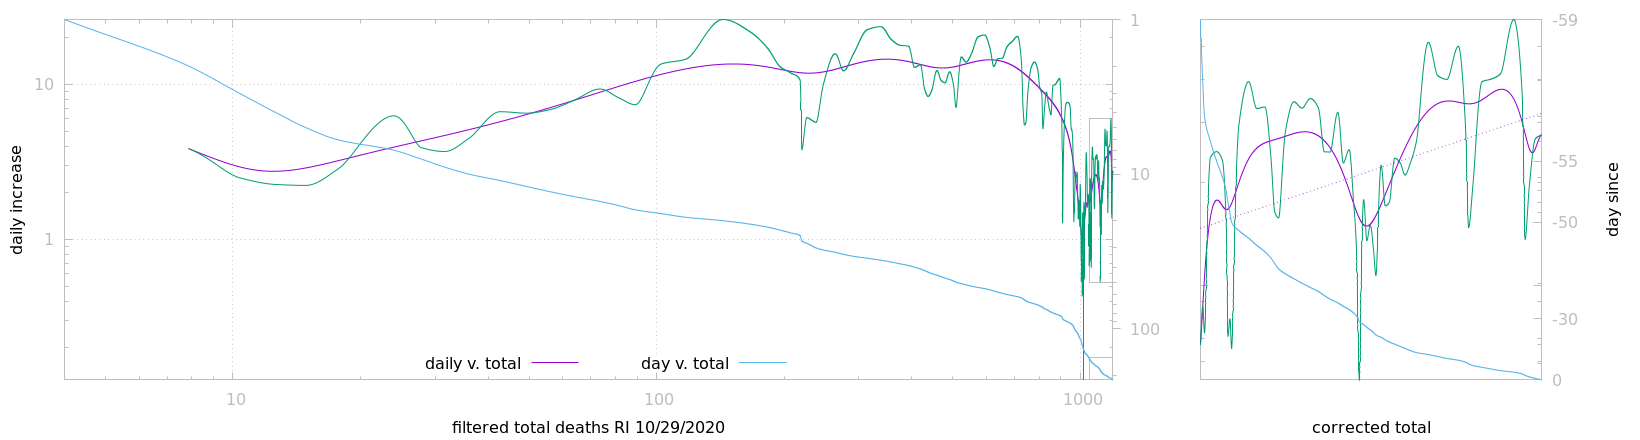 10
1
daily increase
daily v. total
day v. total
10
100
1000
filtered total deaths RI 10/29/2020
1
10
100
-59
-55
-50
-30
0
day since
corrected total